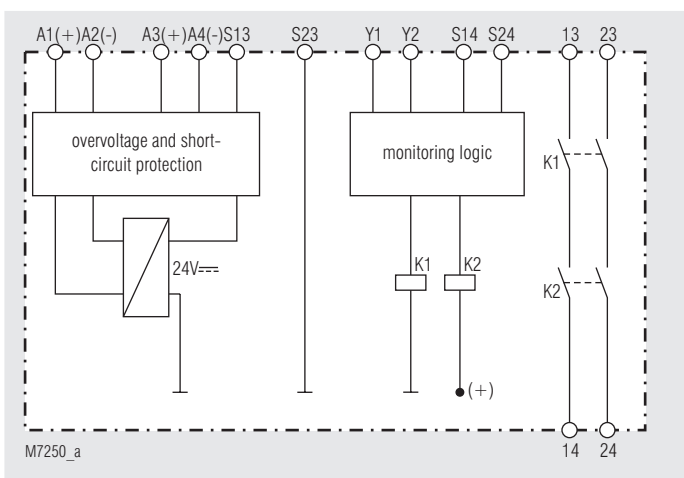 A1(+)A2(-) A3(+)A4(-)S13 S23 Y1 Y2 S14 S24 13 23
overvoltage and short-
circuit protection
monitoring logic
K1
24V
K1 K2
K2
(+)
14 24
M7250_a